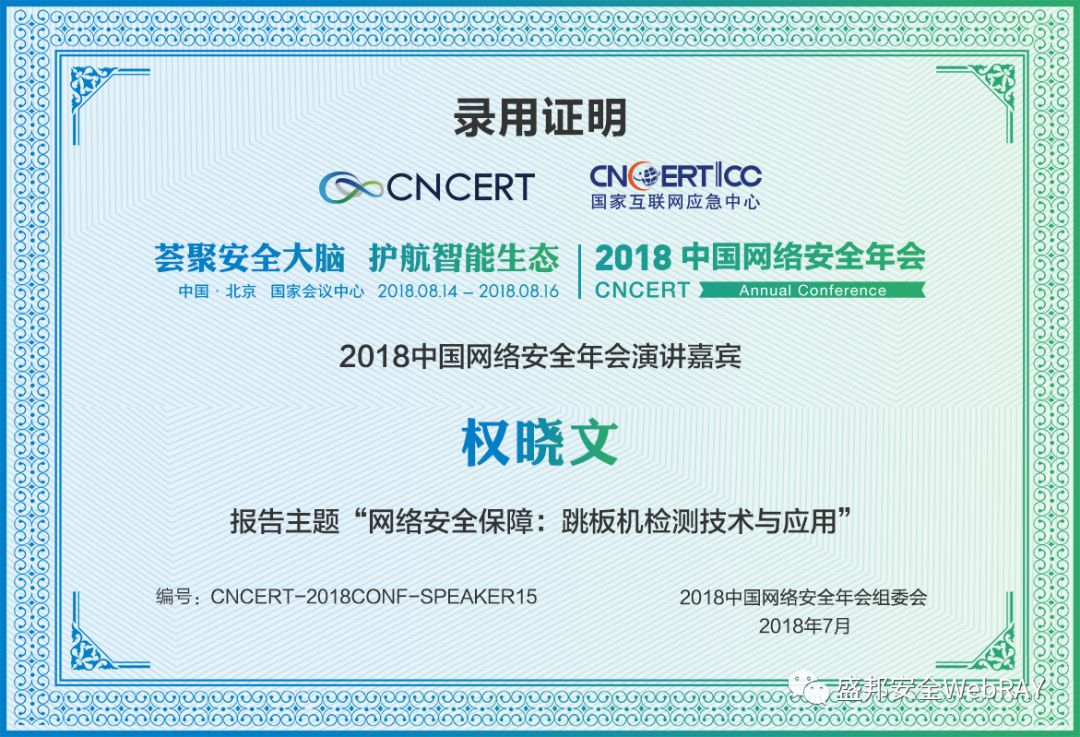 录用证明
CNCERT
CNCERT/CC
国家互联网应急中心
荟聚安全大脑 护航智能生态
中国·北京 国家会议中心 2018.08.14 – 2018.08.16
2018 中国网络安全年会
CNCERT Annual Conference
2018中国网络安全年会演讲嘉宾
权晓文
报告主题“网络安全保障：跳板机检测技术与应用”
编号：CNCERT-2018CONF-SPEAKER15
2018中国网络安全年会组委会
2018年7月
盛邦安全WebRAY